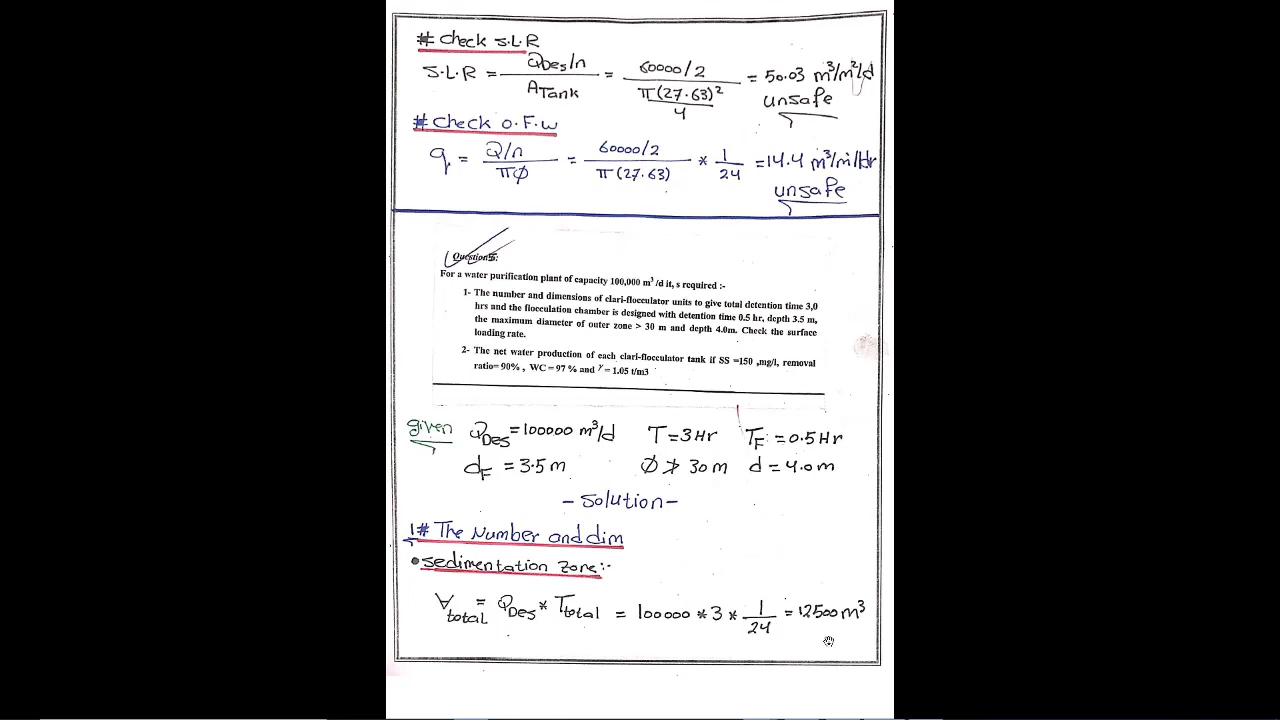 # check S.L.R
S.L.R = QDes/n / ATank = 60000/2 / π(27.63)²/4 = 50.03 m³/m²/d
unsafe
# check o.F.w
q = Q/n / πφ = 60000/2 / π(27.63) * 1/24 = 14.4 m³/m/Hr
unsafe
Question5:
For a water purification plant of capacity 100,000 m³ /d it, s required :-
1- The number and dimensions of clari-flocculator units to give total detention time 3,0
hrs and the flocculation chamber is designed with detention time 0.5 hr, depth 3.5 m,
the maximum diameter of outer zone > 30 m and depth 4.0m. Check the surface
loading rate.
2- The net water production of each clari-flocculator tank if SS =150 ,mg/l, removal
ratio= 90% , WC = 97 % and γ = 1.05 t/m3
given QDes = 100000 m³/d T = 3 Hr TF = 0.5 Hr
dF = 3.5 m φ ≯ 30 m d = 4.0 m
- Solution -
1# The Number and dim
• sedimentation Zone:-
∀total = QDes * Ttotal = 100000 * 3 * 1/24 = 12500 m³